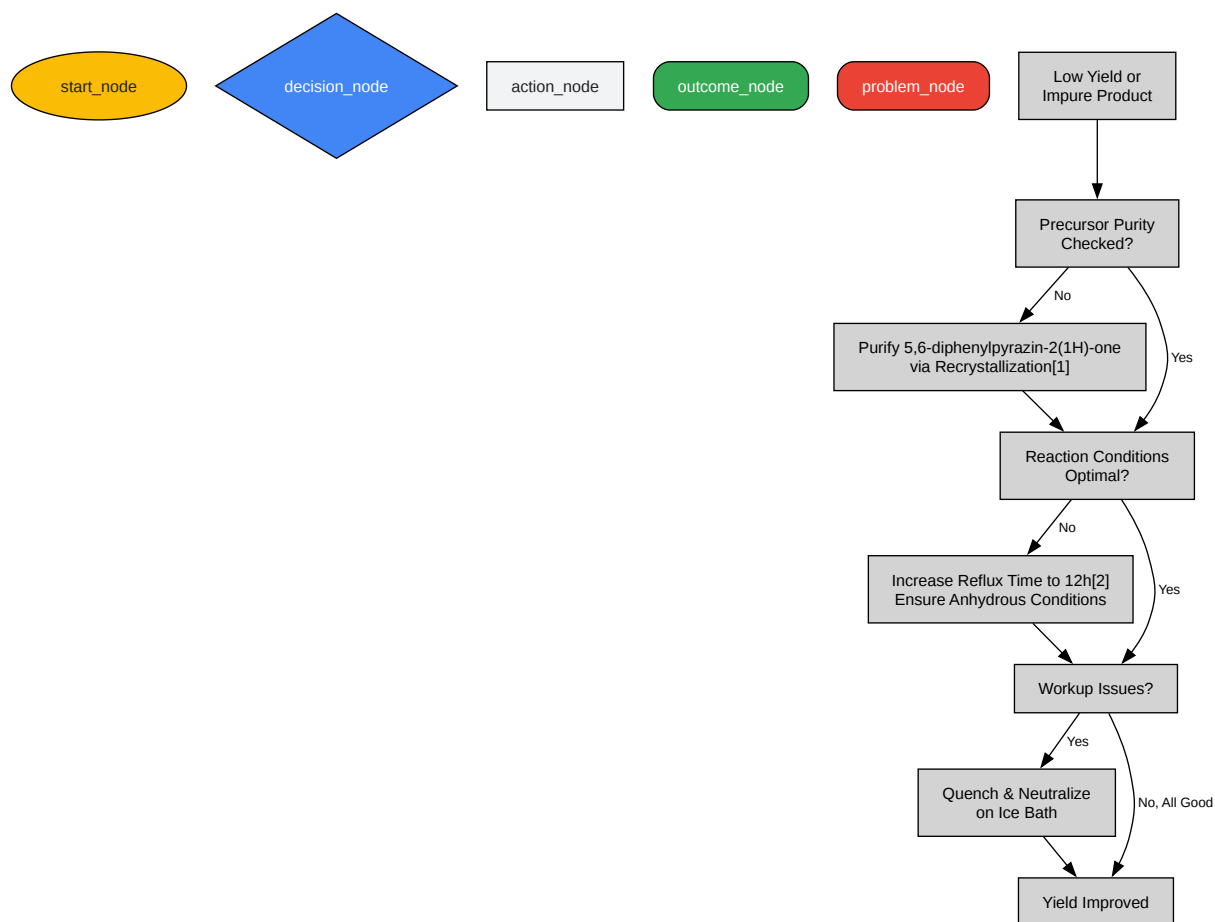 start_node
decision_node
action_node
outcome_node
problem_node
Low Yield or
Impure Product
Precursor Purity
Checked?
No
Purify 5,6-diphenylpyrazin-2(1H)-one
via Recrystallization[1]
Yes
Reaction Conditions
Optimal?
No
Increase Reflux Time to 12h[2]
Ensure Anhydrous Conditions
Yes
Workup Issues?
Yes
Quench & Neutralize
on Ice Bath
No, All Good
Yield Improved